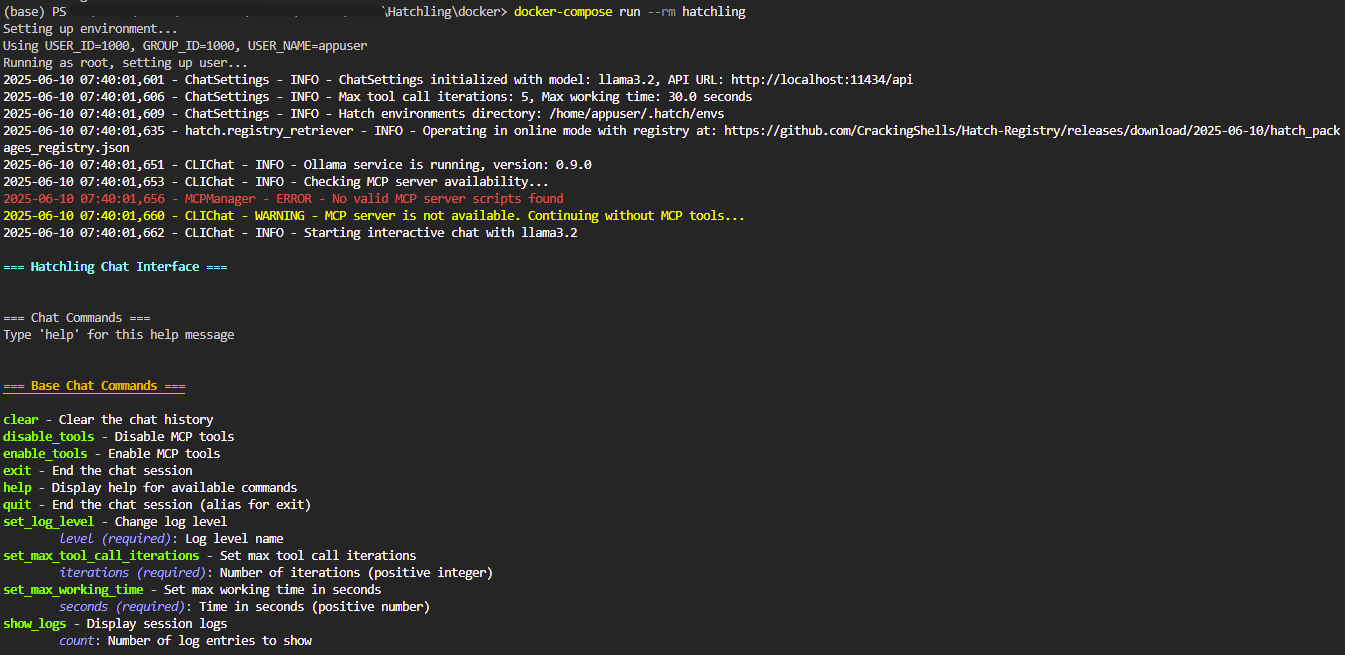 (base) PS \Hatchling\docker> docker-compose run --rm hatchling
Setting up environment...
Using USER_ID=1000, GROUP_ID=1000, USER_NAME=appuser
Running as root, setting up user...
2025-06-10 07:40:01,601 - ChatSettings - INFO - ChatSettings initialized with model: llama3.2, API URL: http://localhost:11434/api
2025-06-10 07:40:01,606 - ChatSettings - INFO - Max tool call iterations: 5, Max working time: 30.0 seconds
2025-06-10 07:40:01,609 - ChatSettings - INFO - Hatch environments directory: /home/appuser/.hatch/envs
2025-06-10 07:40:01,635 - hatch.registry_retriever - INFO - Operating in online mode with registry at: https://github.com/CrackingShells/Hatch-Registry/releases/download/2025-06-10/hatch_pack
ages_registry.json
2025-06-10 07:40:01,651 - CLIChat - INFO - Ollama service is running, version: 0.9.0
2025-06-10 07:40:01,653 - CLIChat - INFO - Checking MCP server availability...
2025-06-10 07:40:01,656 - MCPManager - ERROR - No valid MCP server scripts found
2025-06-10 07:40:01,660 - CLIChat - WARNING - MCP server is not available. Continuing without MCP tools...
2025-06-10 07:40:01,662 - CLIChat - INFO - Starting interactive chat with llama3.2
=== Hatchling Chat Interface ===
=== Chat Commands ===
Type 'help' for this help message
=== Base Chat Commands ===
clear - Clear the chat history
disable_tools - Disable MCP tools
enable_tools - Enable MCP tools
exit - End the chat session
help - Display help for available commands
quit - End the chat session (alias for exit)
set_log_level - Change log level
level (required): Log level name
set_max_tool_call_iterations - Set max tool call iterations
iterations (required): Number of iterations (positive integer)
set_max_working_time - Set max working time in seconds
seconds (required): Time in seconds (positive number)
show_logs - Display session logs
count: Number of log entries to show